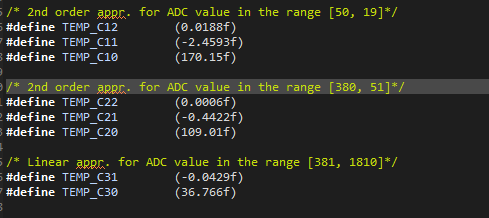 /* 2nd order appr. for ADC value in the range [50, 19]*/
#define TEMP_C12 (0.0188f)
#define TEMP_C11 (-2.4593f)
#define TEMP_C10 (170.15f)
/* 2nd order appr. for ADC value in the range [380, 51]*/
#define TEMP_C22 (0.0006f)
#define TEMP_C21 (-0.4422f)
#define TEMP_C20 (109.01f)
/* Linear appr. for ADC value in the range [381, 1810]*/
#define TEMP_C31 (-0.0429f)
#define TEMP_C30 (36.766f)